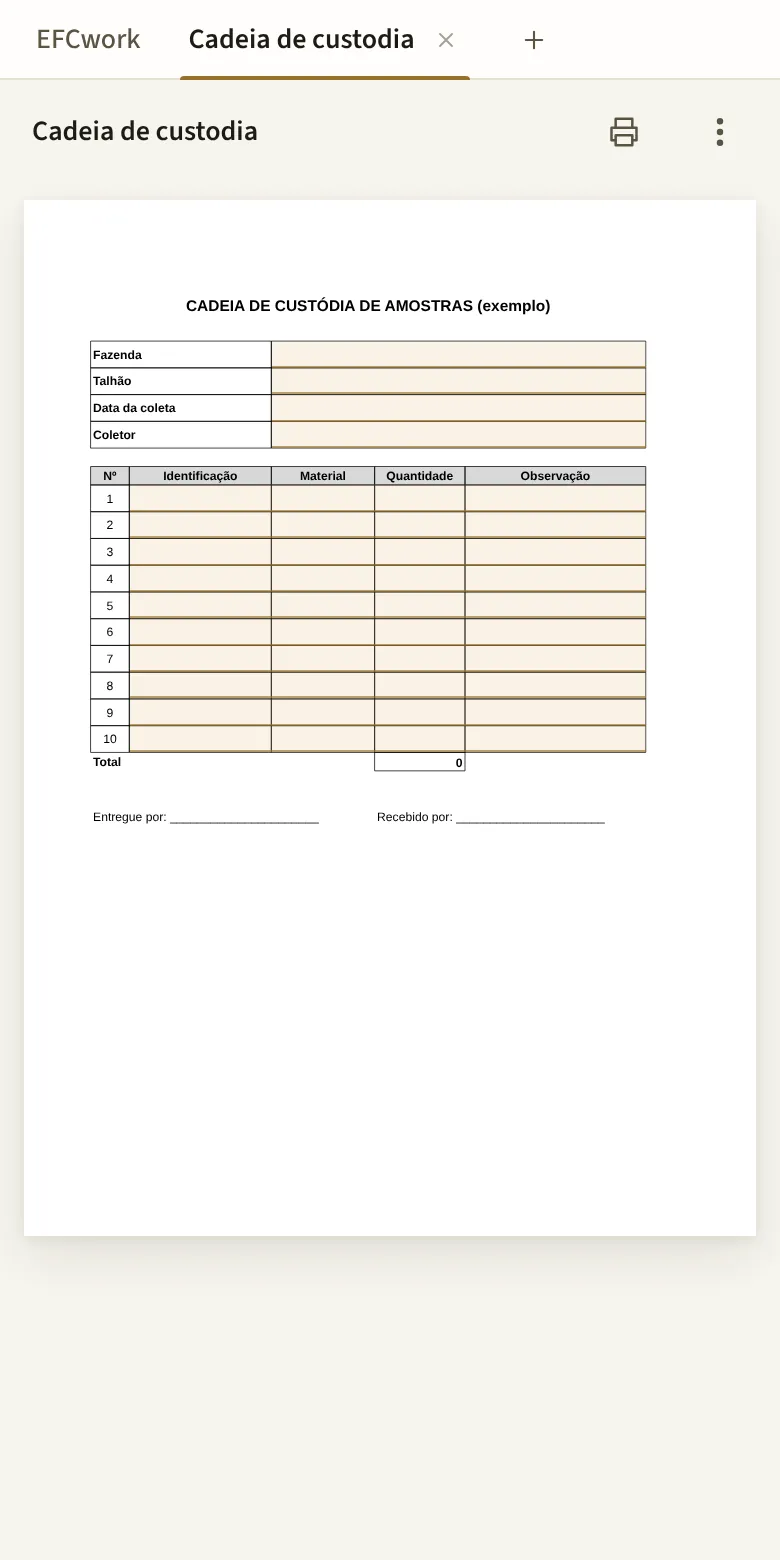 EFCwork Cadeia de custodia
Cadeia de custodia
CADEIA DE CUSTÓDIA DE AMOSTRAS (exemplo)
Fazenda
Talhão
Data da coleta
Coletor
Nº Identificação Material Quantidade Observação
1
2
3
4
5
6
7
8
9
10
Total 0
Entregue por: ______________________ Recebido por: ______________________